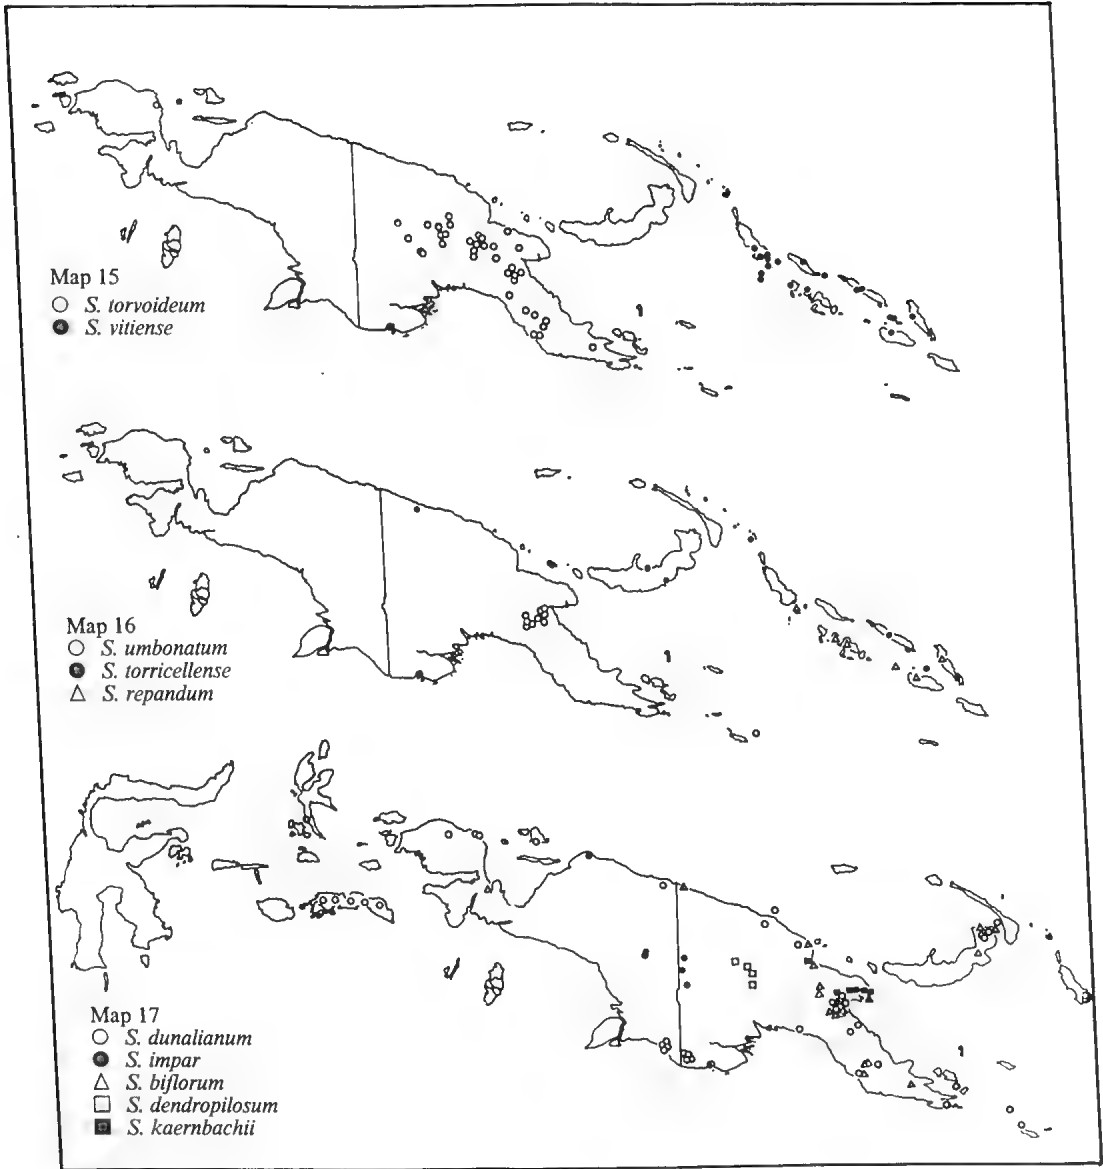 Map 15
S. torvoideum
S. vitiense
Map 16
S. umbonatum
S. torricellense
S. repandum
Map 17
S. dunalianum
S. impar
S. biflorum
S. dendropilosum
S. kaernbachii